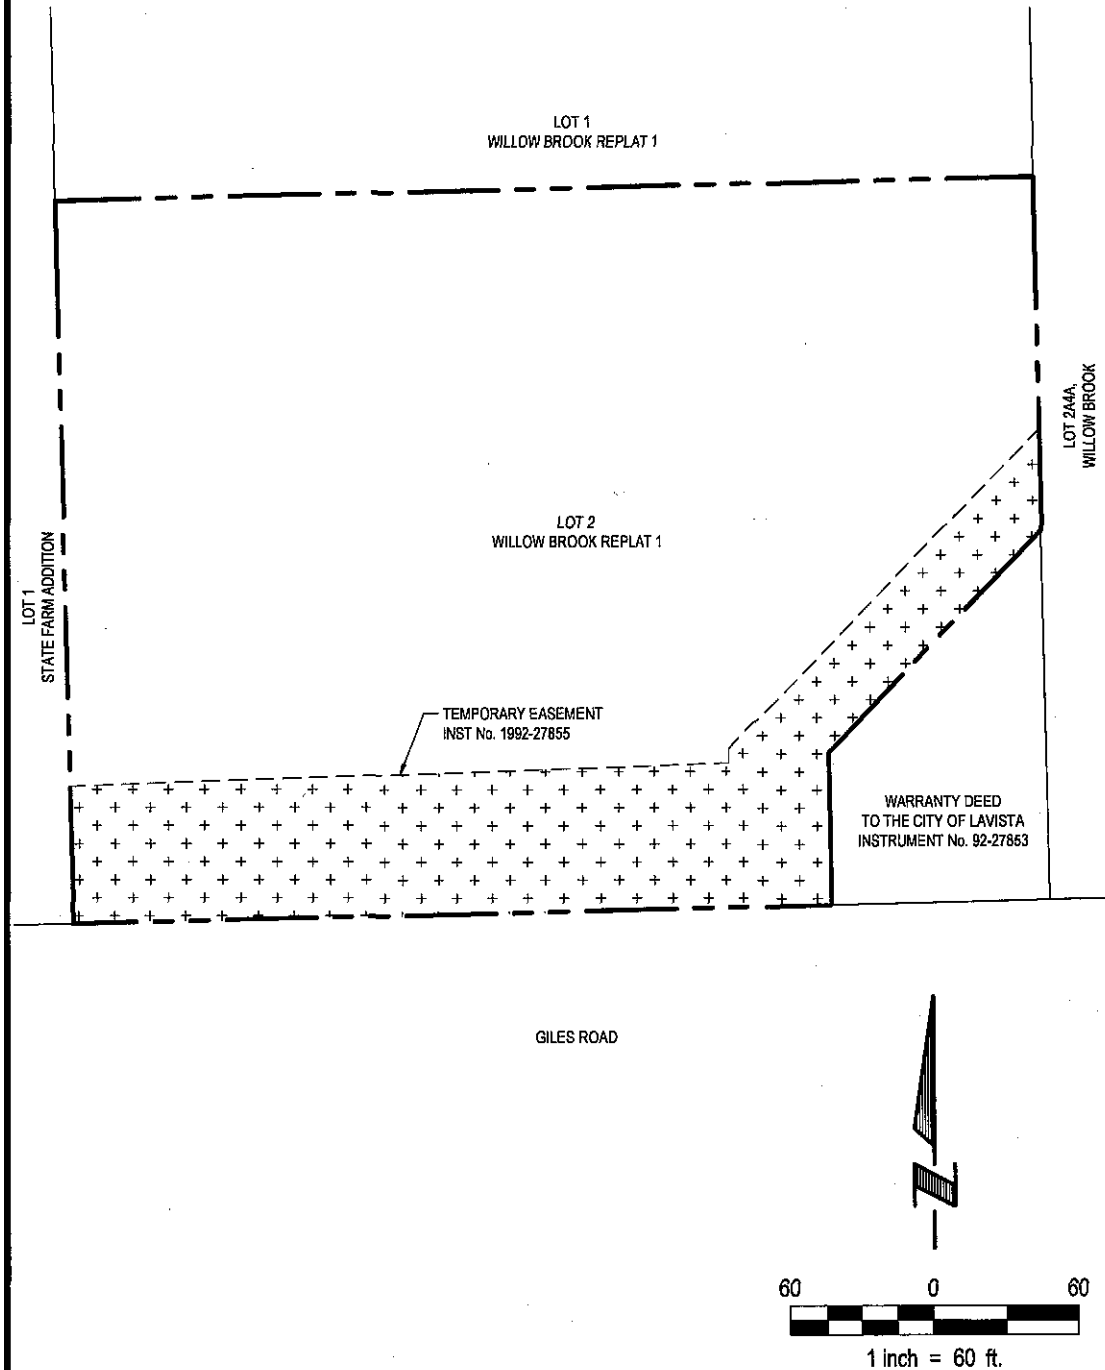 LOT 1
WILLOW BROOK REPLAT 1
LOT 2A4A,
WILLOW BROOK
LOT 2
WILLOW BROOK REPLAT 1
LOT 1
STATE FARM ADDITION
TEMPORARY EASEMENT
INST No. 1992-27855
WARRANTY DEED
TO THE CITY OF LAVISTA
INSTRUMENT No. 92-27853
GILES ROAD
N
60 0 60
1 inch = 60 ft.